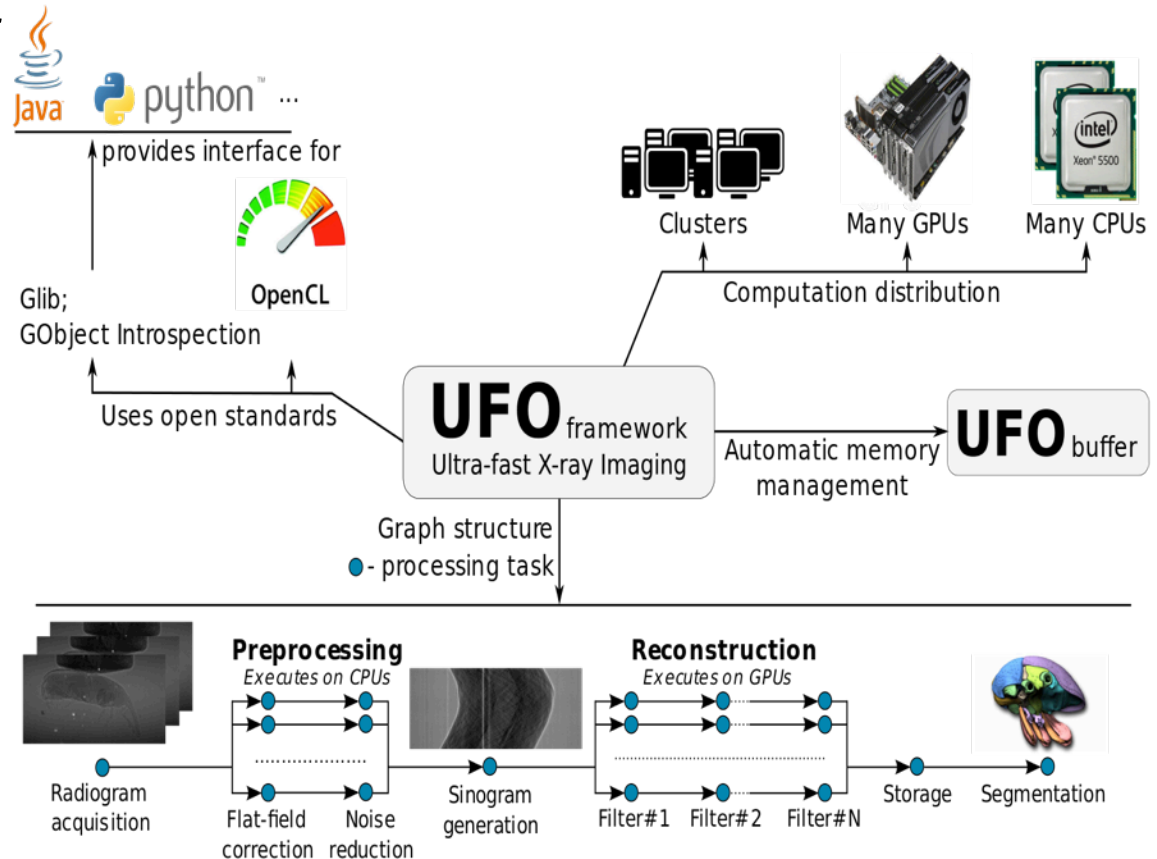 Java
python™ ...
provides interface for
OpenCL
Glib;
GObject Introspection
Uses open standards
Clusters
Many GPUs
intel
Xeon® 5500
Many CPUs
Computation distribution
UFO framework
Ultra-fast X-ray Imaging
Automatic memory
management
UFO buffer
Graph structure
- processing task
Preprocessing
Executes on CPUs
Reconstruction
Executes on GPUs
Radiogram
acquisition
Flat-field
correction
Noise
reduction
Sinogram
generation
Filter#1
Filter#2
Filter#N
Storage
Segmentation